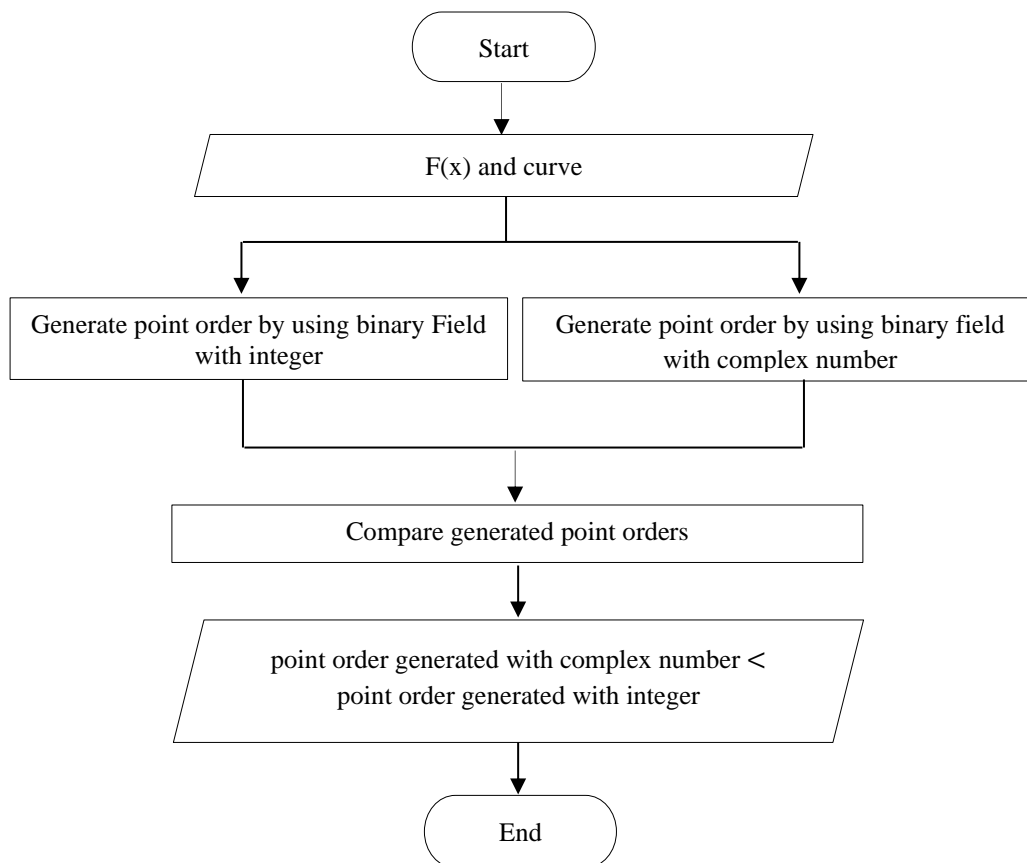 Start
F(x) and curve
Generate point order by using binary Field
with integer
Generate point order by using binary field
with complex number
Compare generated point orders
point order generated with complex number <
point order generated with integer
End